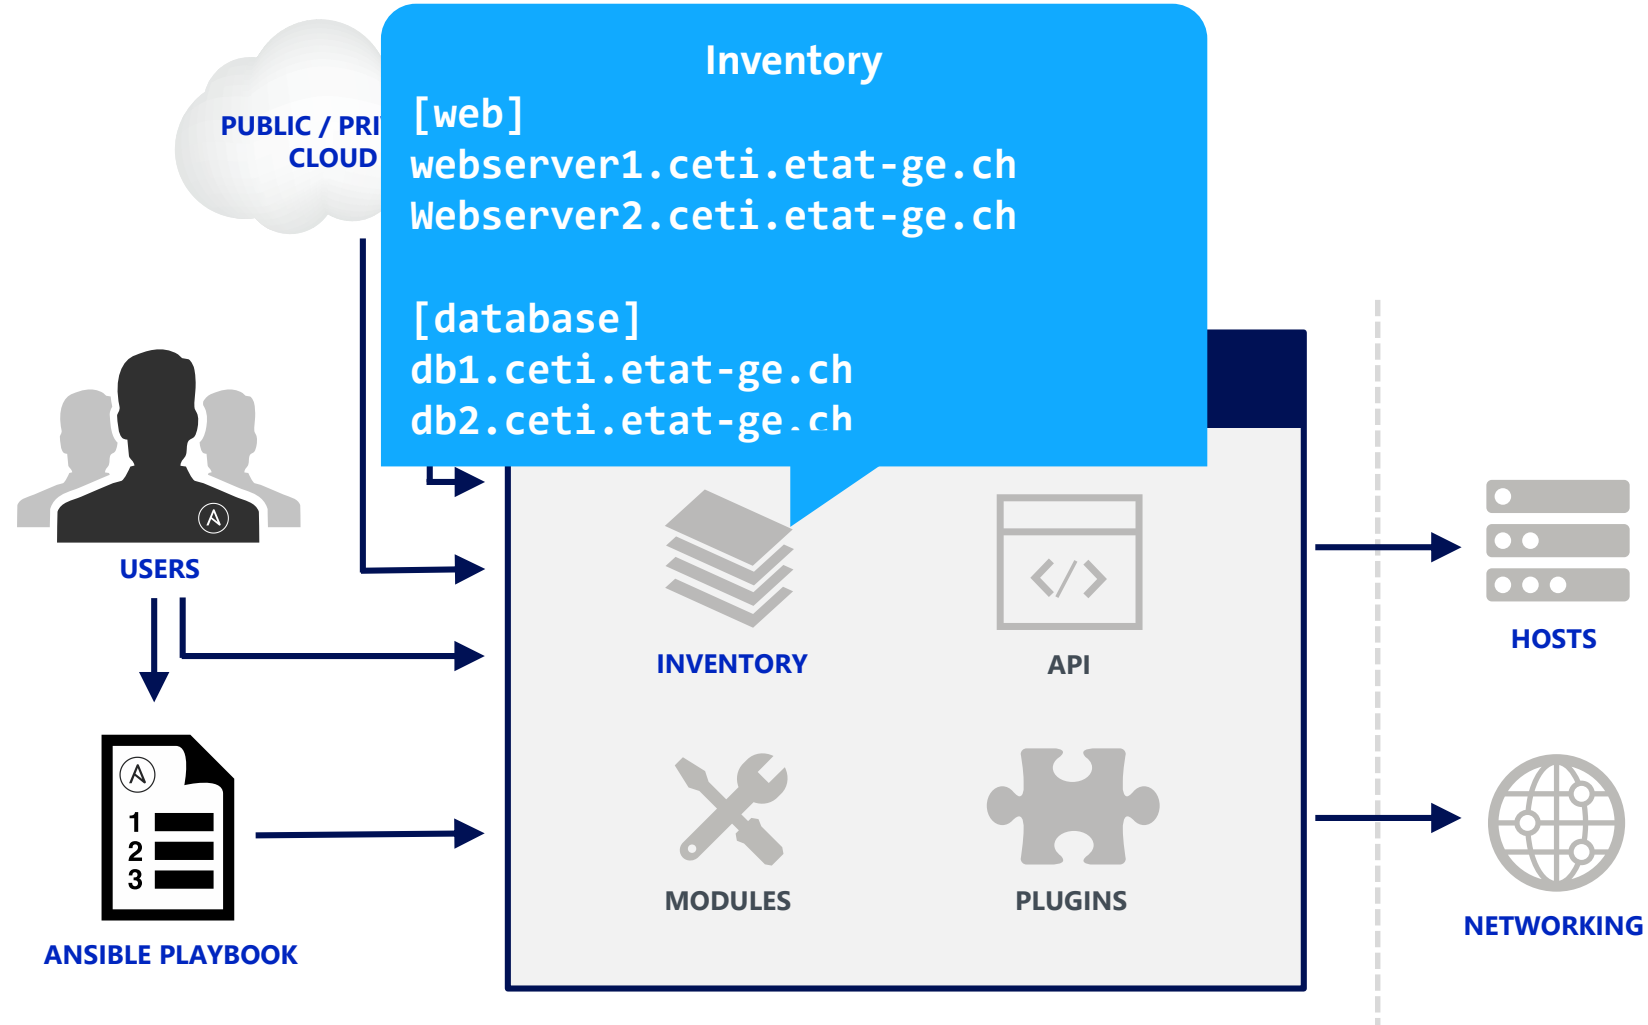 Inventory
[web]
webserver1.ceti.etat-ge.ch
Webserver2.ceti.etat-ge.ch
[database]
db1.ceti.etat-ge.ch
db2.ceti.etat-ge.ch
PUBLIC /
CLOUD
USERS
INVENTORY
API
HOSTS
1
2
3
MODULES
PLUGINS
NETWORKING
ANSIBLE PLAYBOOK